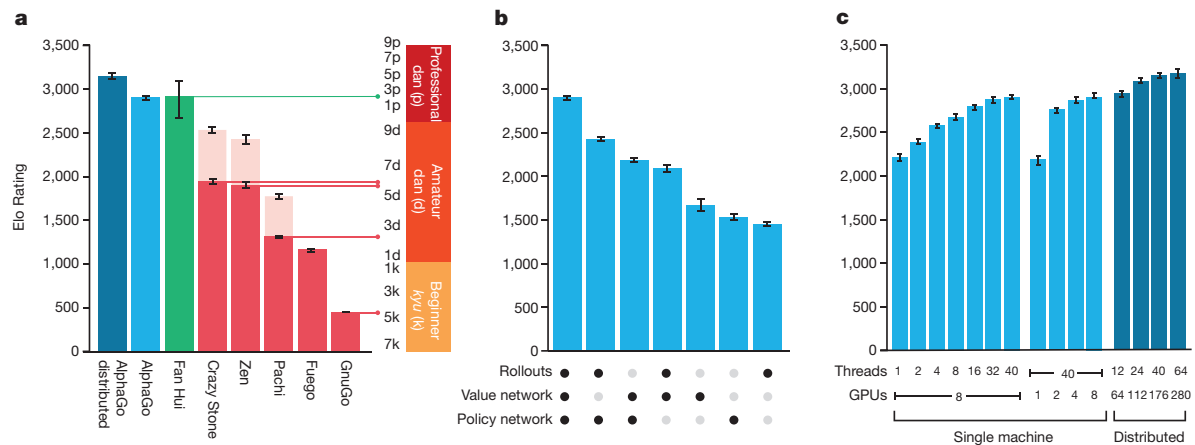 a
Elo Rating
3,500
3,000
2,500
2,000
1,500
1,000
500
0
AlphaGo distributed
AlphaGo
Fan Hui
Crazy Stone
Zen
Pachi
Fuego
GnuGo
9p
7p
5p
3p
1p
9d
7d
5d
3d
1d
1k
3k
5k
7k
Professional dan (p)
Amateur dan (d)
Beginner kyu (k)
b
3,500
3,000
2,500
2,000
1,500
1,000
500
0
Rollouts
Value network
Policy network
c
3,500
3,000
2,500
2,000
1,500
1,000
500
0
Threads 1 2 4 8 16 32 40 40 12 24 40 64
GPUs 8 1 2 4 8 64 112 176 280
Single machine Distributed